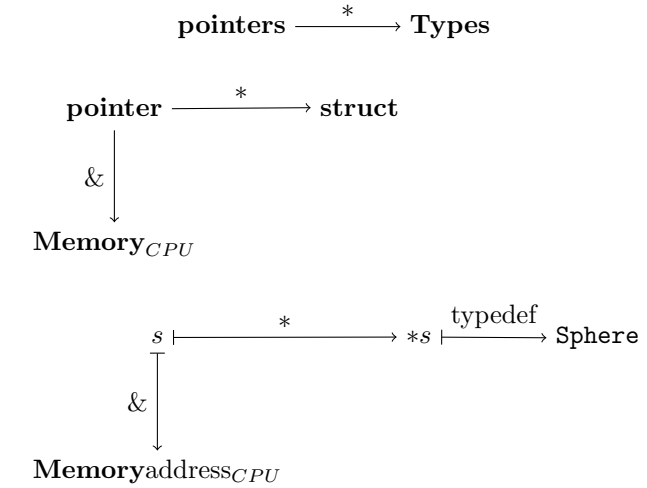 *
pointers Types
*
pointer struct
&
Memory_CPU
* typedef
s *s Sphere
&
Memoryaddress_CPU